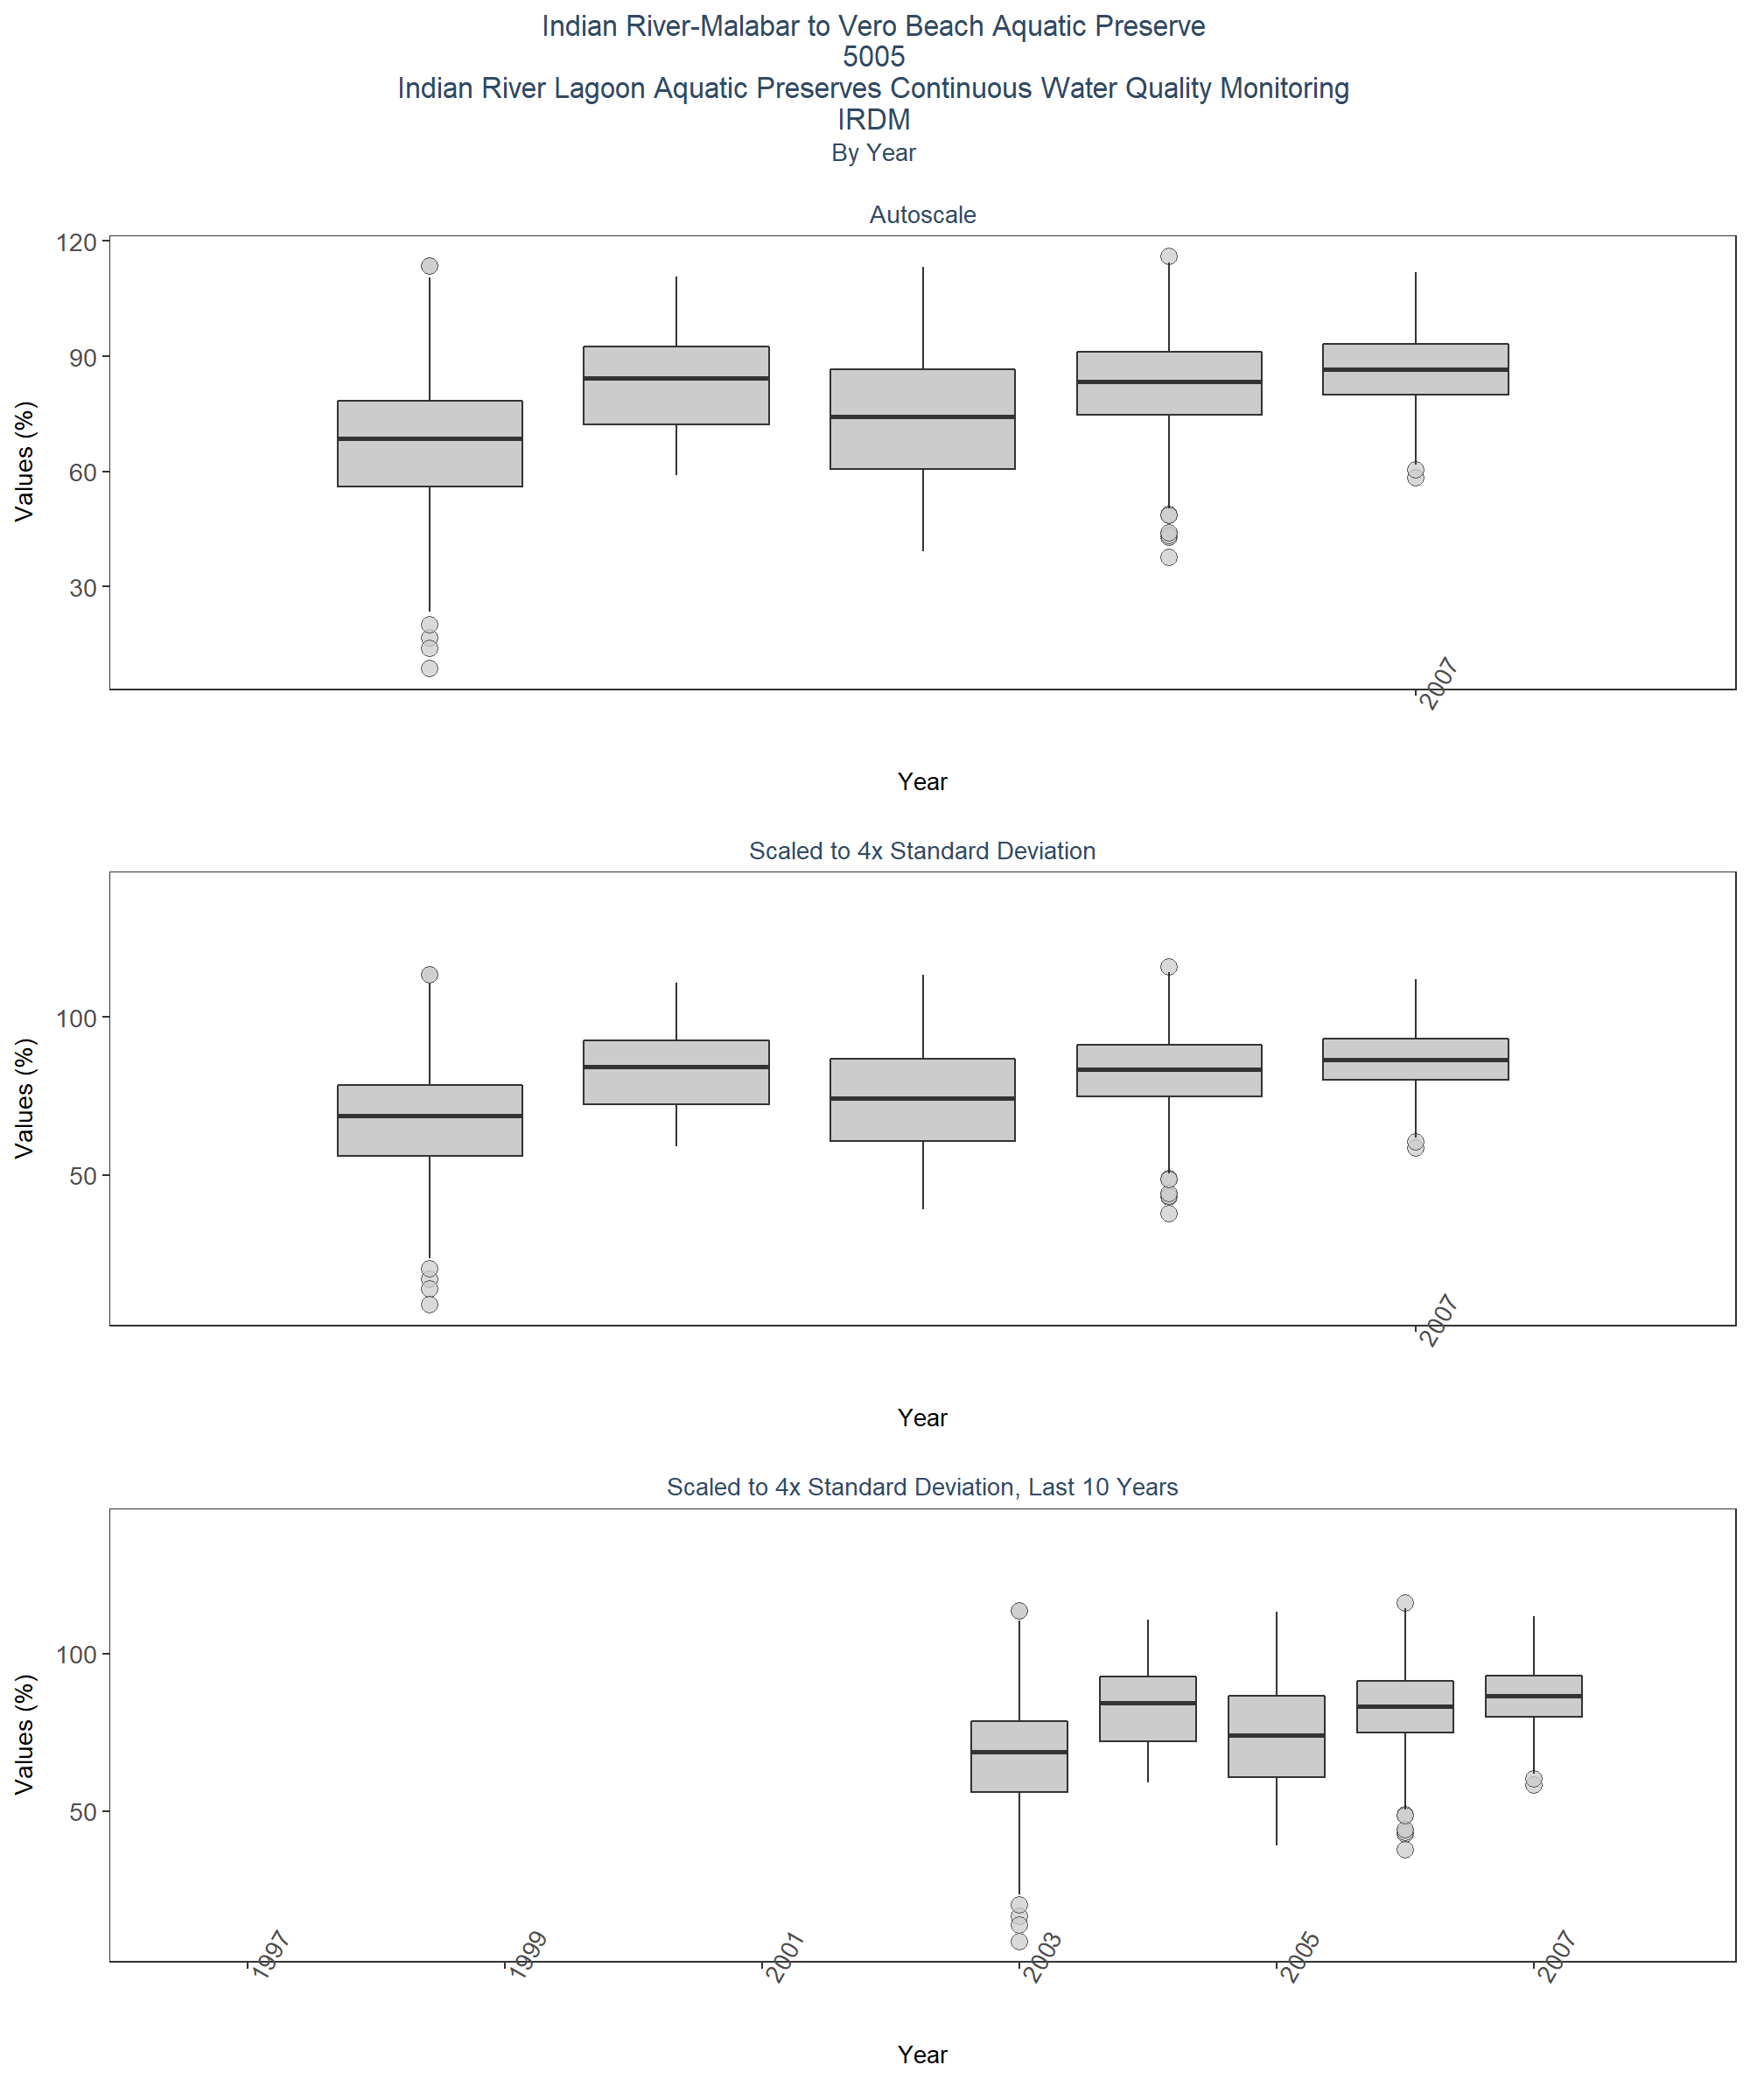 Indian River-Malabar to Vero Beach Aquatic Preserve
5005
Indian River Lagoon Aquatic Preserves Continuous Water Quality Monitoring
IRDM
By Year
Autoscale
Values (%)
120
90
60
30
2007
Year
Scaled to 4x Standard Deviation
Values (%)
100
50
2007
Year
Scaled to 4x Standard Deviation, Last 10 Years
Values (%)
100
50
1997
1999
2001
2003
2005
2007
Year